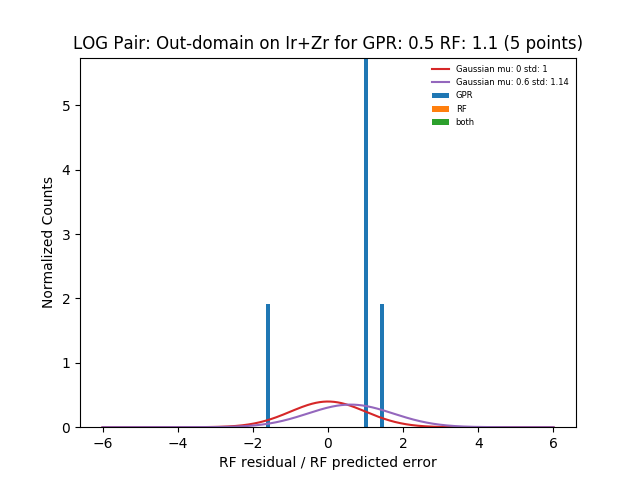 LOG Pair: Out-domain on Ir+Zr for GPR: 0.5 RF: 1.1 (5 points)
Gaussian mu: 0 std: 1
Gaussian mu: 0.6 std: 1.14
GPR
RF
both
Normalized Counts
5
4
3
2
1
0
−6 −4 −2 0 2 4 6
RF residual / RF predicted error